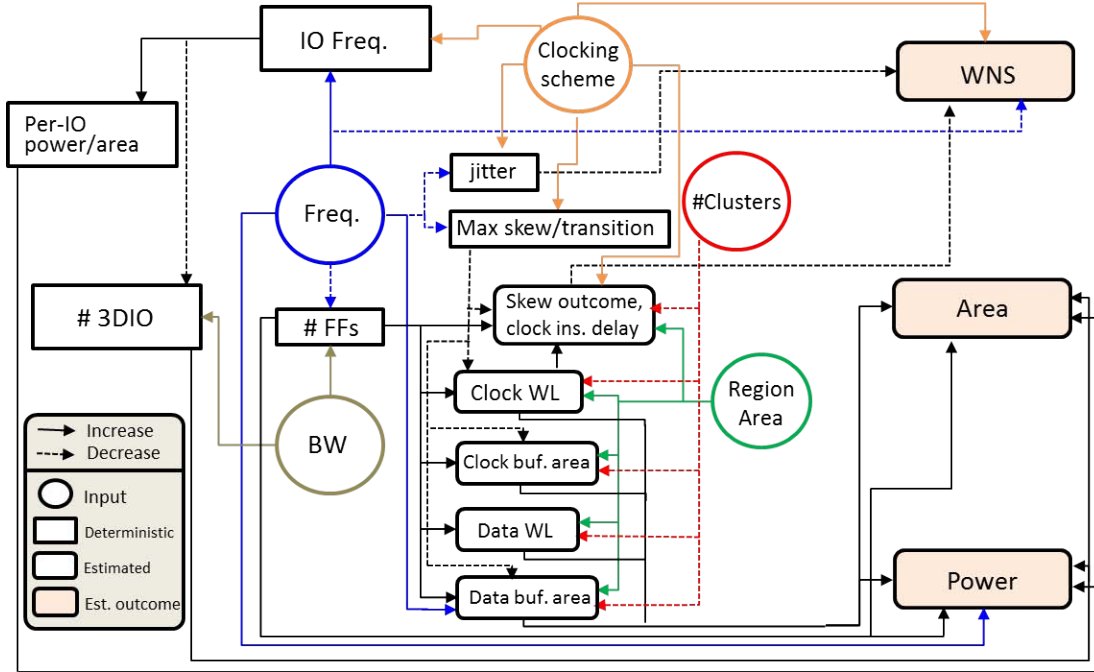 IO Freq.
Clocking
scheme
WNS
Per-IO
power/area
jitter
#Clusters
Freq.
Max skew/transition
# 3DIO
# FFs
Skew outcome,
clock ins. delay
Area
Clock WL
Region
Area
BW
Increase
Decrease
Clock buf. area
Input
Deterministic
Data WL
Estimated
Est. outcome
Data buf. area
Power